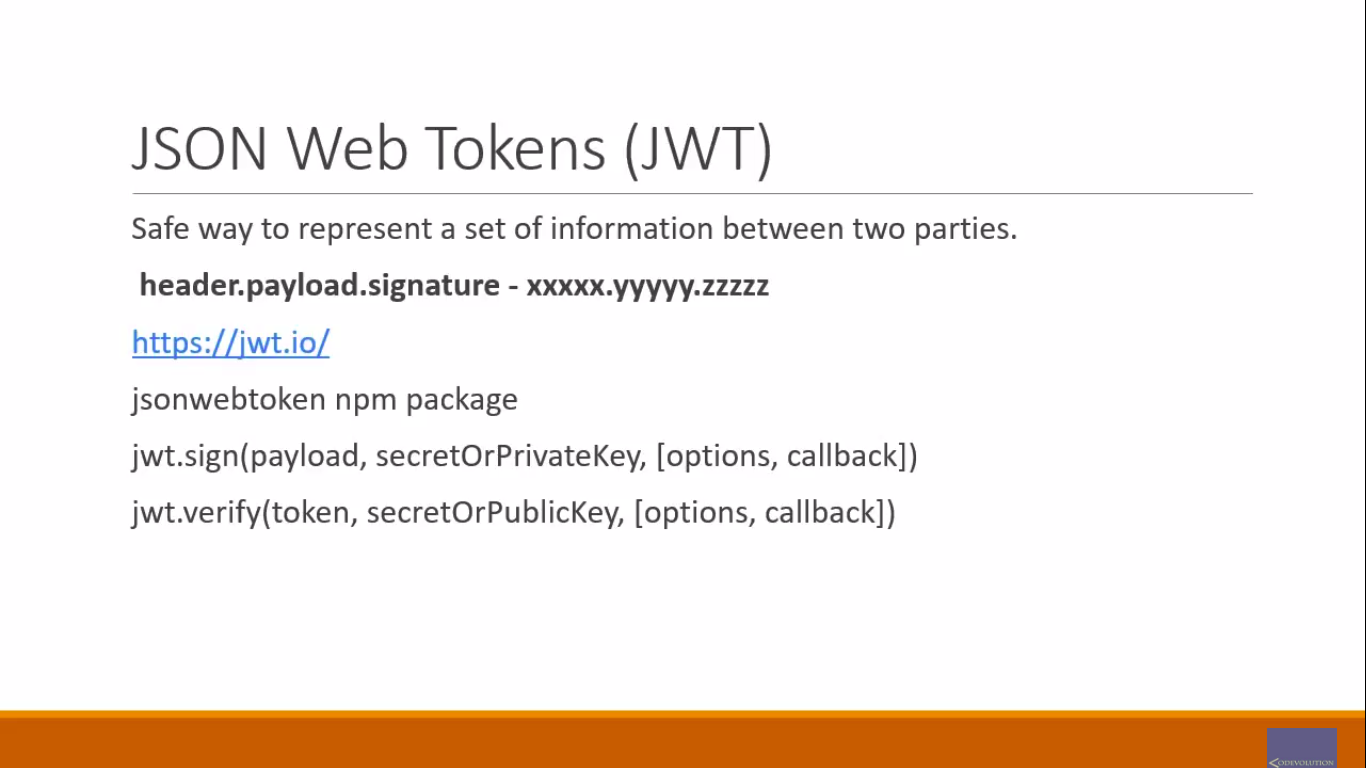 JSON Web Tokens (JWT)
Safe way to represent a set of information between two parties.
header.payload.signature - xxxxx.yyyyy.zzzzz
https://jwt.io/
jsonwebtoken npm package
jwt.sign(payload, secretOrPrivateKey, [options, callback])
jwt.verify(token, secretOrPublicKey, [options, callback])
CODEVOLUTION